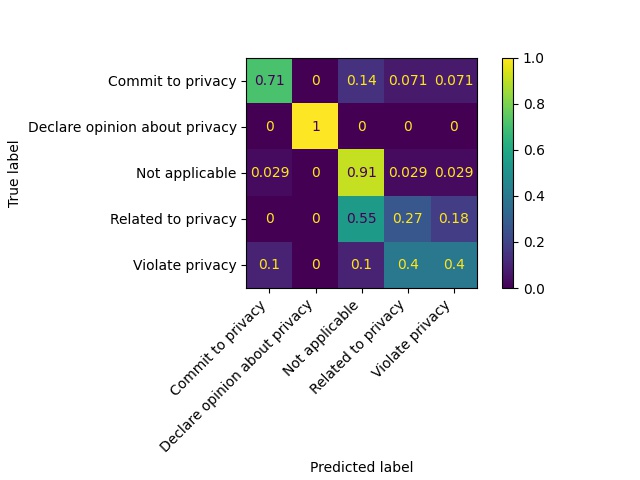 True label
Commit to privacy 0.71 0 0.14 0.071 0.071
Declare opinion about privacy 0 1 0 0 0
Not applicable 0.029 0 0.91 0.029 0.029
Related to privacy 0 0 0.55 0.27 0.18
Violate privacy 0.1 0 0.1 0.4 0.4
Commit to privacy
Declare opinion about privacy
Not applicable
Related to privacy
Violate privacy
Predicted label
1.0
0.8
0.6
0.4
0.2
0.0